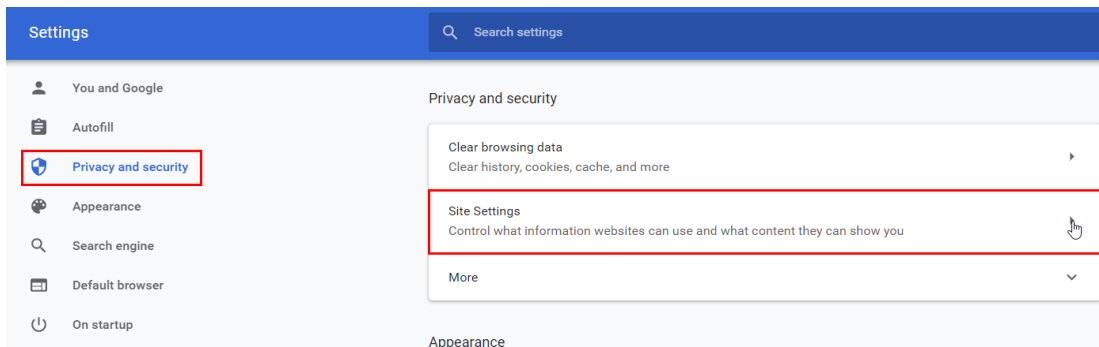 Settings
Search settings
You and Google
Autofill
Privacy and security
Appearance
Search engine
Default browser
On startup
Privacy and security
Clear browsing data
Clear history, cookies, cache, and more
Site Settings
Control what information websites can use and what content they can show you
More
Appearance